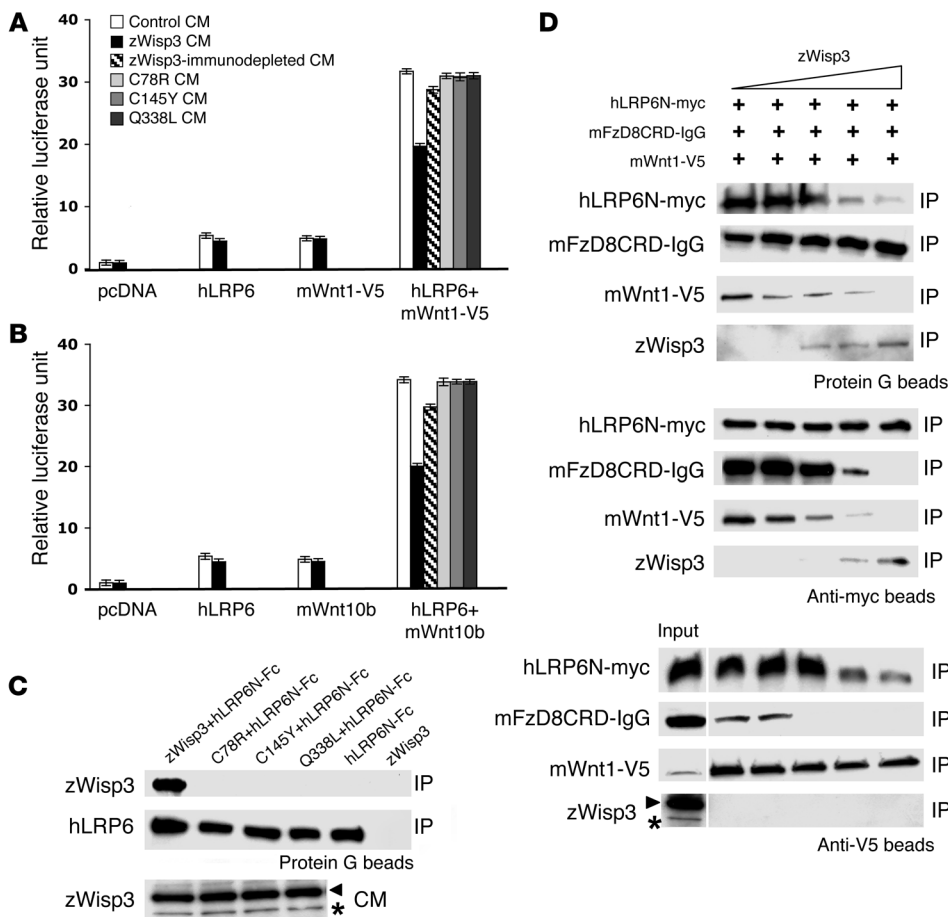 A
40
30
20
10
0
Relative luciferase unit
Control CM
zWisp3 CM
zWisp3-immunodepleted CM
C78R CM
C145Y CM
Q338L CM
pcDNA
hLRP6
mWnt1-V5
hLRP6+
mWnt1-V5
B
40
30
20
10
0
Relative luciferase unit
pcDNA
hLRP6
mWnt10b
hLRP6+
mWnt10b
C
zWisp3+hLRP6N-Fc
C78R+hLRP6N-Fc
C145Y+hLRP6N-Fc
Q338L+hLRP6N-Fc
hLRP6N-Fc
zWisp3
zWisp3 IP
hLRP6 IP
Protein G beads
zWisp3 * CM
D
zWisp3
hLRP6N-myc + + + + +
mFzD8CRD-IgG + + + + +
mWnt1-V5 + + + + +
hLRP6N-myc IP
mFzD8CRD-IgG IP
mWnt1-V5 IP
zWisp3 IP
Protein G beads
hLRP6N-myc IP
mFzD8CRD-IgG IP
mWnt1-V5 IP
zWisp3 IP
Anti-myc beads
Input
hLRP6N-myc IP
mFzD8CRD-IgG IP
mWnt1-V5 IP
zWisp3 * IP
Anti-V5 beads